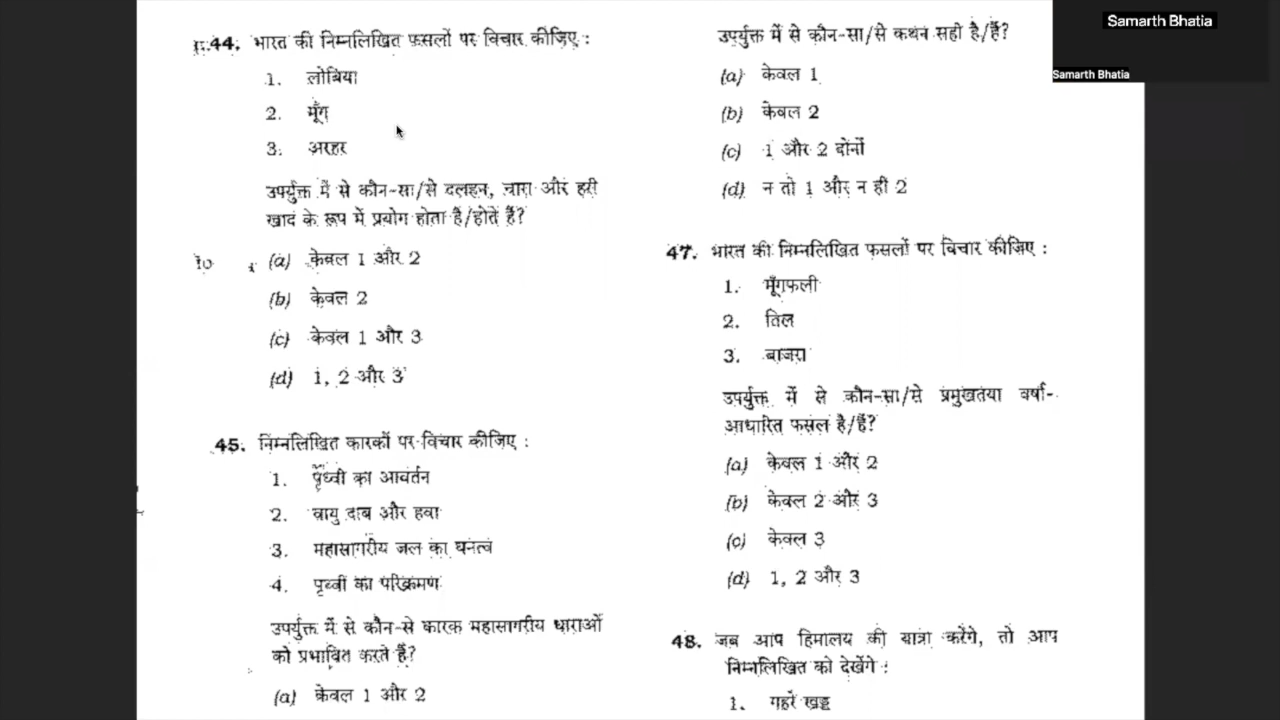 44. भारत की निम्नलिखित फसलों पर विचार कीजिए :
1. लोबिया
2. मूँग
3. अरहर
उपर्युक्त में से कौन-सा/से दलहन, चारा और हरी
खाद के रूप में प्रयोग होता है/होते हैं?
(a) केवल 1 और 2
(b) केवल 2
(c) केवल 1 और 3
(d) 1, 2 और 3
45. निम्नलिखित कारकों पर विचार कीजिए :
1. पृथ्वी का आवर्तन
2. वायु दाब और हवा
3. महासागरीय जल का घनत्व
4. पृथ्वी का परिक्रमण
उपर्युक्त में से कौन-से कारक महासागरीय धाराओं
को प्रभावित करते हैं?
(a) केवल 1 और 2
उपर्युक्त में से कौन-सा/से कथन सही है/हैं?
(a) केवल 1
(b) केवल 2
(c) 1 और 2 दोनों
(d) न तो 1 और न ही 2
47. भारत की निम्नलिखित फसलों पर विचार कीजिए :
1. मूँगफली
2. तिल
3. बाजरा
उपर्युक्त में से कौन-सा/से प्रमुखतया वर्षा-
आधारित फसल है/हैं?
(a) केवल 1 और 2
(b) केवल 2 और 3
(c) केवल 3
(d) 1, 2 और 3
48. जब आप हिमालय की यात्रा करेंगे, तो आप
निम्नलिखित को देखेंगे :
1. गहरे खड्ड
Samarth Bhatia
Samarth Bhatia